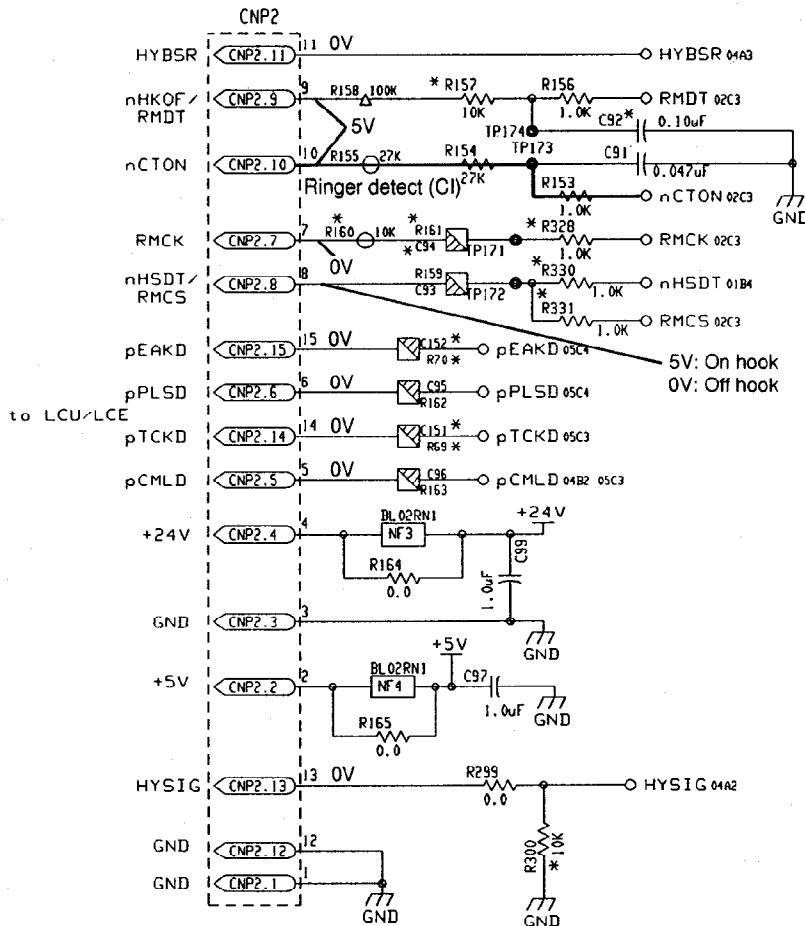 CNP2
HYBSR CNP2.11 11 0V HYBSR 04A3
nHKOF/
RMDT CNP2.9 9 R158 100K * R157 10K R156 1.0K RMDT 02C3
5V
TP174 C92* 0.10uF
TP173
nCTON CNP2.10 10 R155 27K R154 27K C91 0.047uF
Ringer detect (CI)
R153 1.0K nCTON 02C3
GND
RMCK CNP2.7 7 * R160 10K * R161 * C94 TP171 * R328 1.0K RMCK 02C3
0V
nHSDT/
RMCS CNP2.8 8 R159 C93 TP172 * R330 1.0K nHSDT 01B4
* R331 1.0K RMCS 02C3
5V: On hook
0V: Off hook
pEAKD CNP2.15 15 0V C152 * R70 * pEAKD 05C4
pPLSD CNP2.6 6 0V C95 R162 pPLSD 05C4
to LCU/LCE
pTCKD CNP2.14 14 0V C151 * R69 * pTCKD 05C3
pCMLD CNP2.5 5 0V C96 R163 pCMLD 04B2 05C3
+24V CNP2.4 4 BL02RN1 NF3 +24V
R164 0.0
C99 1.0uF
GND CNP2.3 3
GND
+5V CNP2.2 2 BL02RN1 NF4 +5V C97 1.0uF
GND
R165 0.0
HYSIG CNP2.13 13 0V R299 0.0 HYSIG 04A2
R300 * 10K
GND
GND CNP2.12 12
GND CNP2.1 1
GND